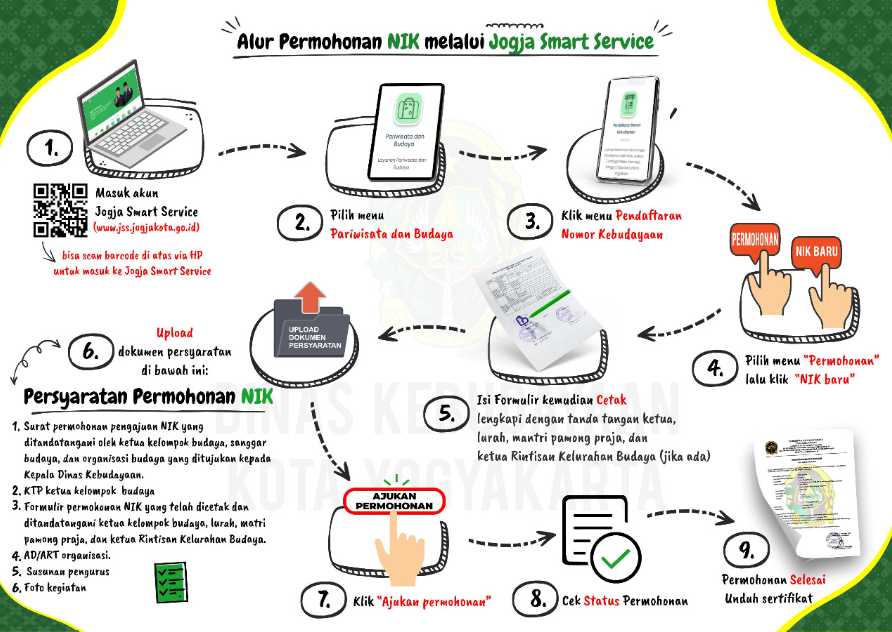 Alur Permohonan NIK melalui Jogja Smart Service
1.
Masuk akun
Jogja Smart Service
(www.jss.jogjakota.go.id)
bisa scan barcode di atas via HP
untuk masuk ke Jogja Smart Service
Pariwisata dan
Budaya
Layanan Pariwisata dan
Budaya
2.
Pilih menu
Pariwisata dan Budaya
Pendaftaran Nomor
Kebudayaan
3.
Klik menu Pendaftaran
Nomor Kebudayaan
PERMOHONAN
NIK BARU
4.
Pilih menu "Permohonan"
lalu klik "NIK baru"
5.
Isi Formulir kemudian Cetak
lengkapi dengan tanda tangan ketua,
lurah, mantri pamong praja, dan
ketua Rintisan Kelurahan Budaya (jika ada)
UPLOAD
DOKUMEN
PERSYARATAN
6.
Upload
dokumen persyaratan
di bawah ini:
Persyaratan Permohonan NIK
1. Surat permohonan pengajuan NIK yang
ditandatangani oleh ketua kelompok budaya, sanggar
budaya, dan organisasi budaya yang ditujukan kepada
Kepala Dinas Kebudayaan.
2. KTP ketua kelompok budaya
3. Formulir permohonan NIK yang telah dicetak dan
ditandatangani ketua kelompok budaya, lurah, matri
pamong praja, dan ketua Rintisan Kelurahan Budaya.
4. AD/ART organisasi.
5. Susunan pengurus
6. Foto kegiatan
AJUKAN
PERMOHONAN
7.
Klik "Ajukan permohonan"
8.
Cek Status Permohonan
9.
Permohonan Selesai
Unduh sertifikat
DINAS KEBUDAYAAN
KOTA YOGYAKARTA